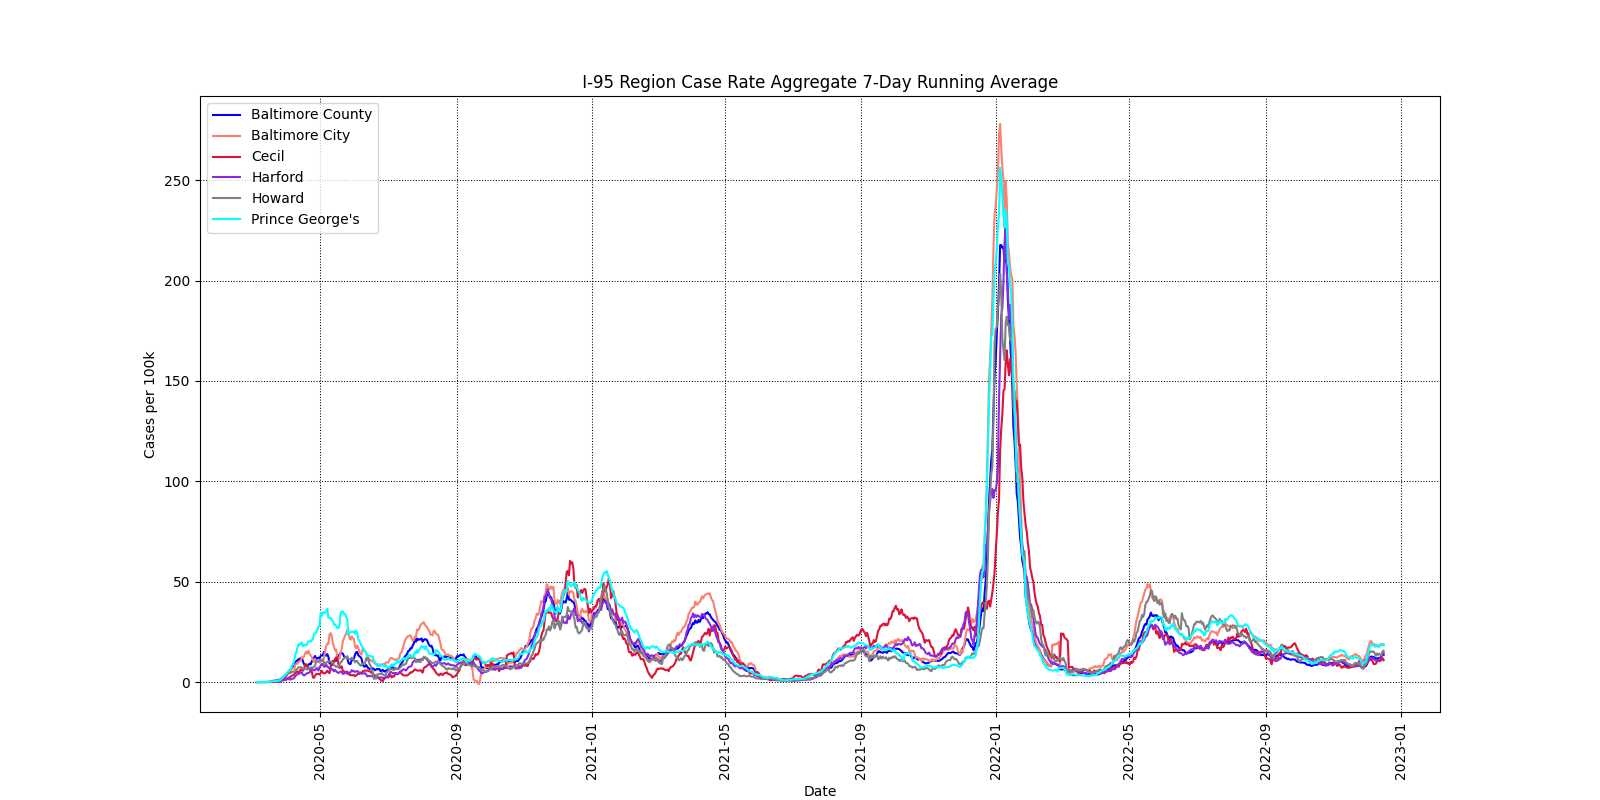 I-95 Region Case Rate Aggregate 7-Day Running Average
Baltimore County
Baltimore City
Cecil
Harford
Howard
Prince George's
Cases per 100k
250
200
150
100
50
0
2020-05
2020-09
2021-01
2021-05
2021-09
2022-01
2022-05
2022-09
2023-01
Date